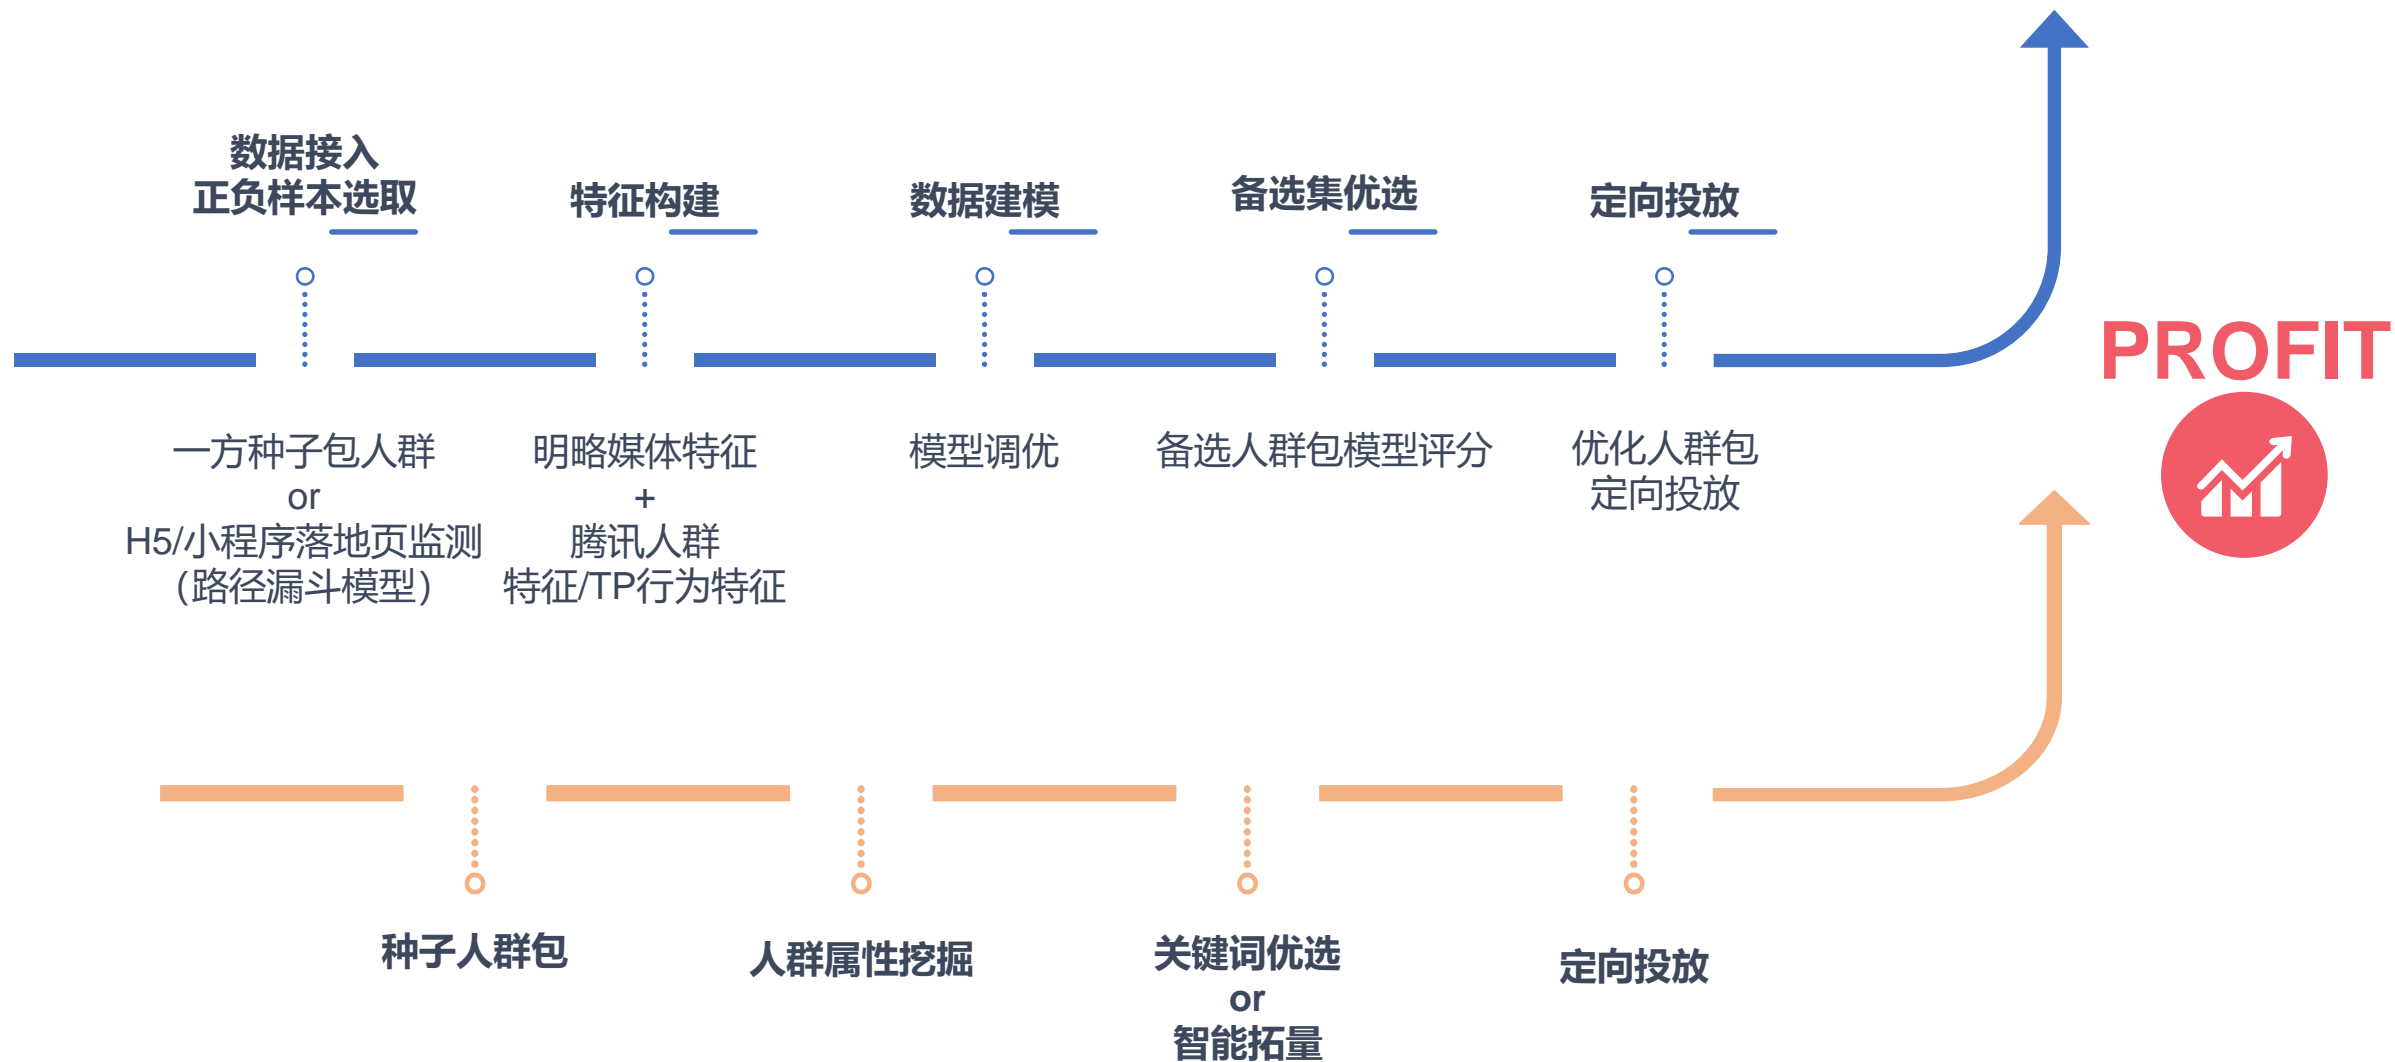 数据接入
正负样本选取
特征构建
数据建模
备选集优选
定向投放
PROFIT
一方种子包人群
or
H5/小程序落地页监测
（路径漏斗模型）
明略媒体特征
+
腾讯人群
特征/TP行为特征
模型调优
备选人群包模型评分
优化人群包
定向投放
种子人群包
人群属性挖掘
关键词优选
or
智能拓量
定向投放